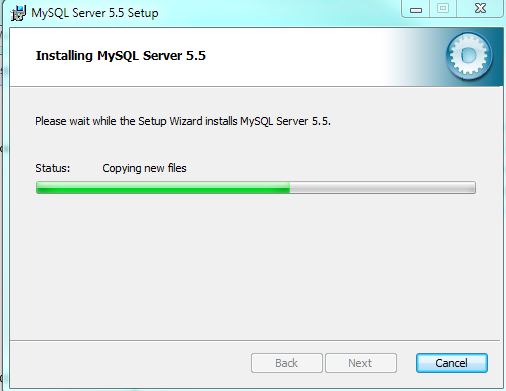 MySQL Server 5.5 Setup
Installing MySQL Server 5.5
Please wait while the Setup Wizard installs MySQL Server 5.5.
Status: Copying new files
Back Next Cancel